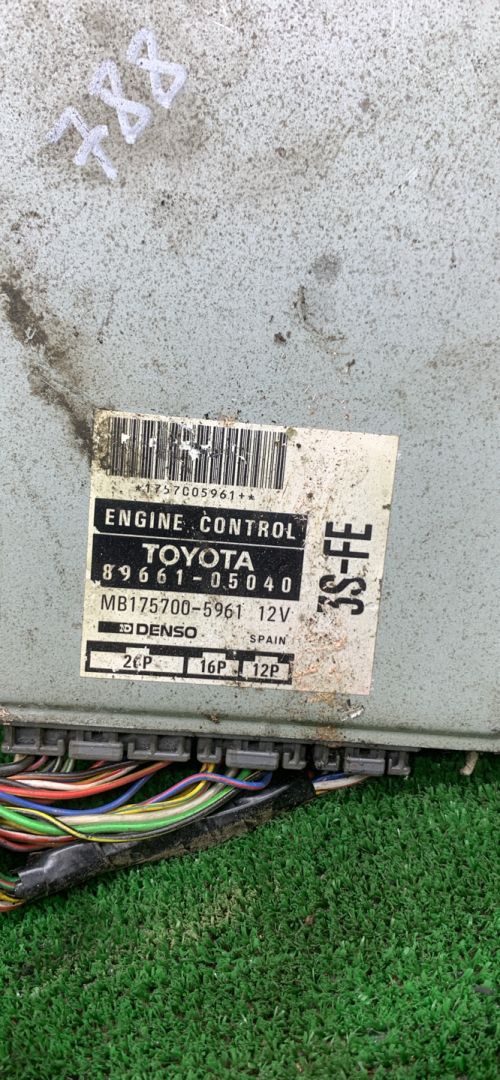 788
*1757005961+*
ENGINE CONTROL
TOYOTA
89661-05040
MB175700-5961 12V
DENSO
SPAIN
26P 16P 12P
3S-FE